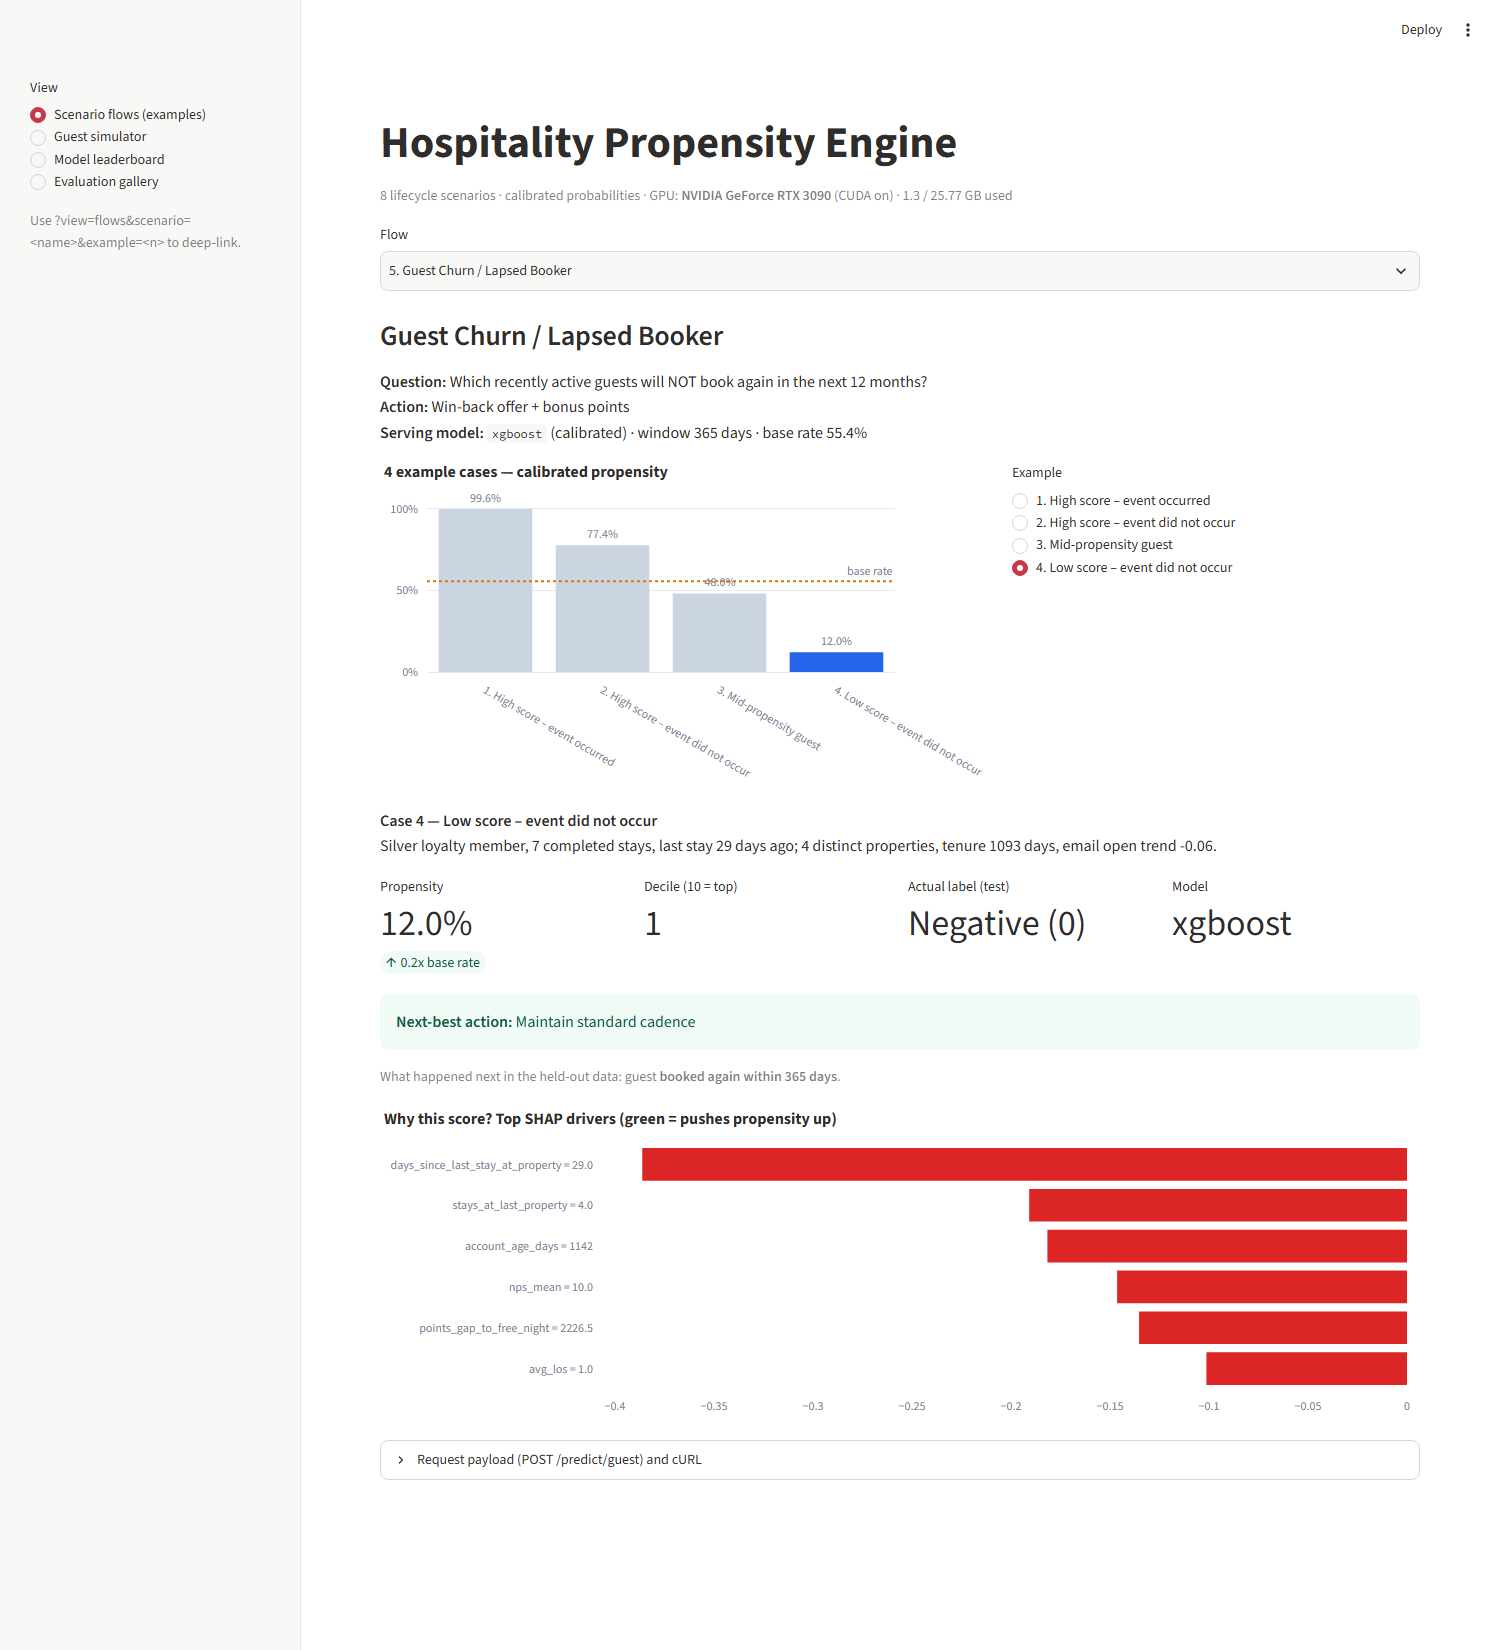 Deploy
View
Scenario flows (examples)
Guest simulator
Model leaderboard
Evaluation gallery
Use ?view=flows&scenario=
<name>&example=<n> to deep-link.
Hospitality Propensity Engine
8 lifecycle scenarios · calibrated probabilities · GPU: NVIDIA GeForce RTX 3090 (CUDA on) · 1.3 / 25.77 GB used
Flow
5. Guest Churn / Lapsed Booker
Guest Churn / Lapsed Booker
Question: Which recently active guests will NOT book again in the next 12 months?
Action: Win-back offer + bonus points
Serving model: xgboost (calibrated) · window 365 days · base rate 55.4%
4 example cases — calibrated propensity
99.6%
100%
77.4%
base rate
48.0%
50%
12.0%
0%
1. High score – event occurred
2. High score – event did not occur
3. Mid-propensity guest
4. Low score – event did not occur
Example
1. High score – event occurred
2. High score – event did not occur
3. Mid-propensity guest
4. Low score – event did not occur
Case 4 — Low score – event did not occur
Silver loyalty member, 7 completed stays, last stay 29 days ago; 4 distinct properties, tenure 1093 days, email open trend -0.06.
Propensity
12.0%
↑ 0.2x base rate
Decile (10 = top)
1
Actual label (test)
Negative (0)
Model
xgboost
Next-best action: Maintain standard cadence
What happened next in the held-out data: guest booked again within 365 days.
Why this score? Top SHAP drivers (green = pushes propensity up)
days_since_last_stay_at_property = 29.0
stays_at_last_property = 4.0
account_age_days = 1142
nps_mean = 10.0
points_gap_to_free_night = 2226.5
avg_los = 1.0
−0.4 −0.35 −0.3 −0.25 −0.2 −0.15 −0.1 −0.05 0
Request payload (POST /predict/guest) and cURL